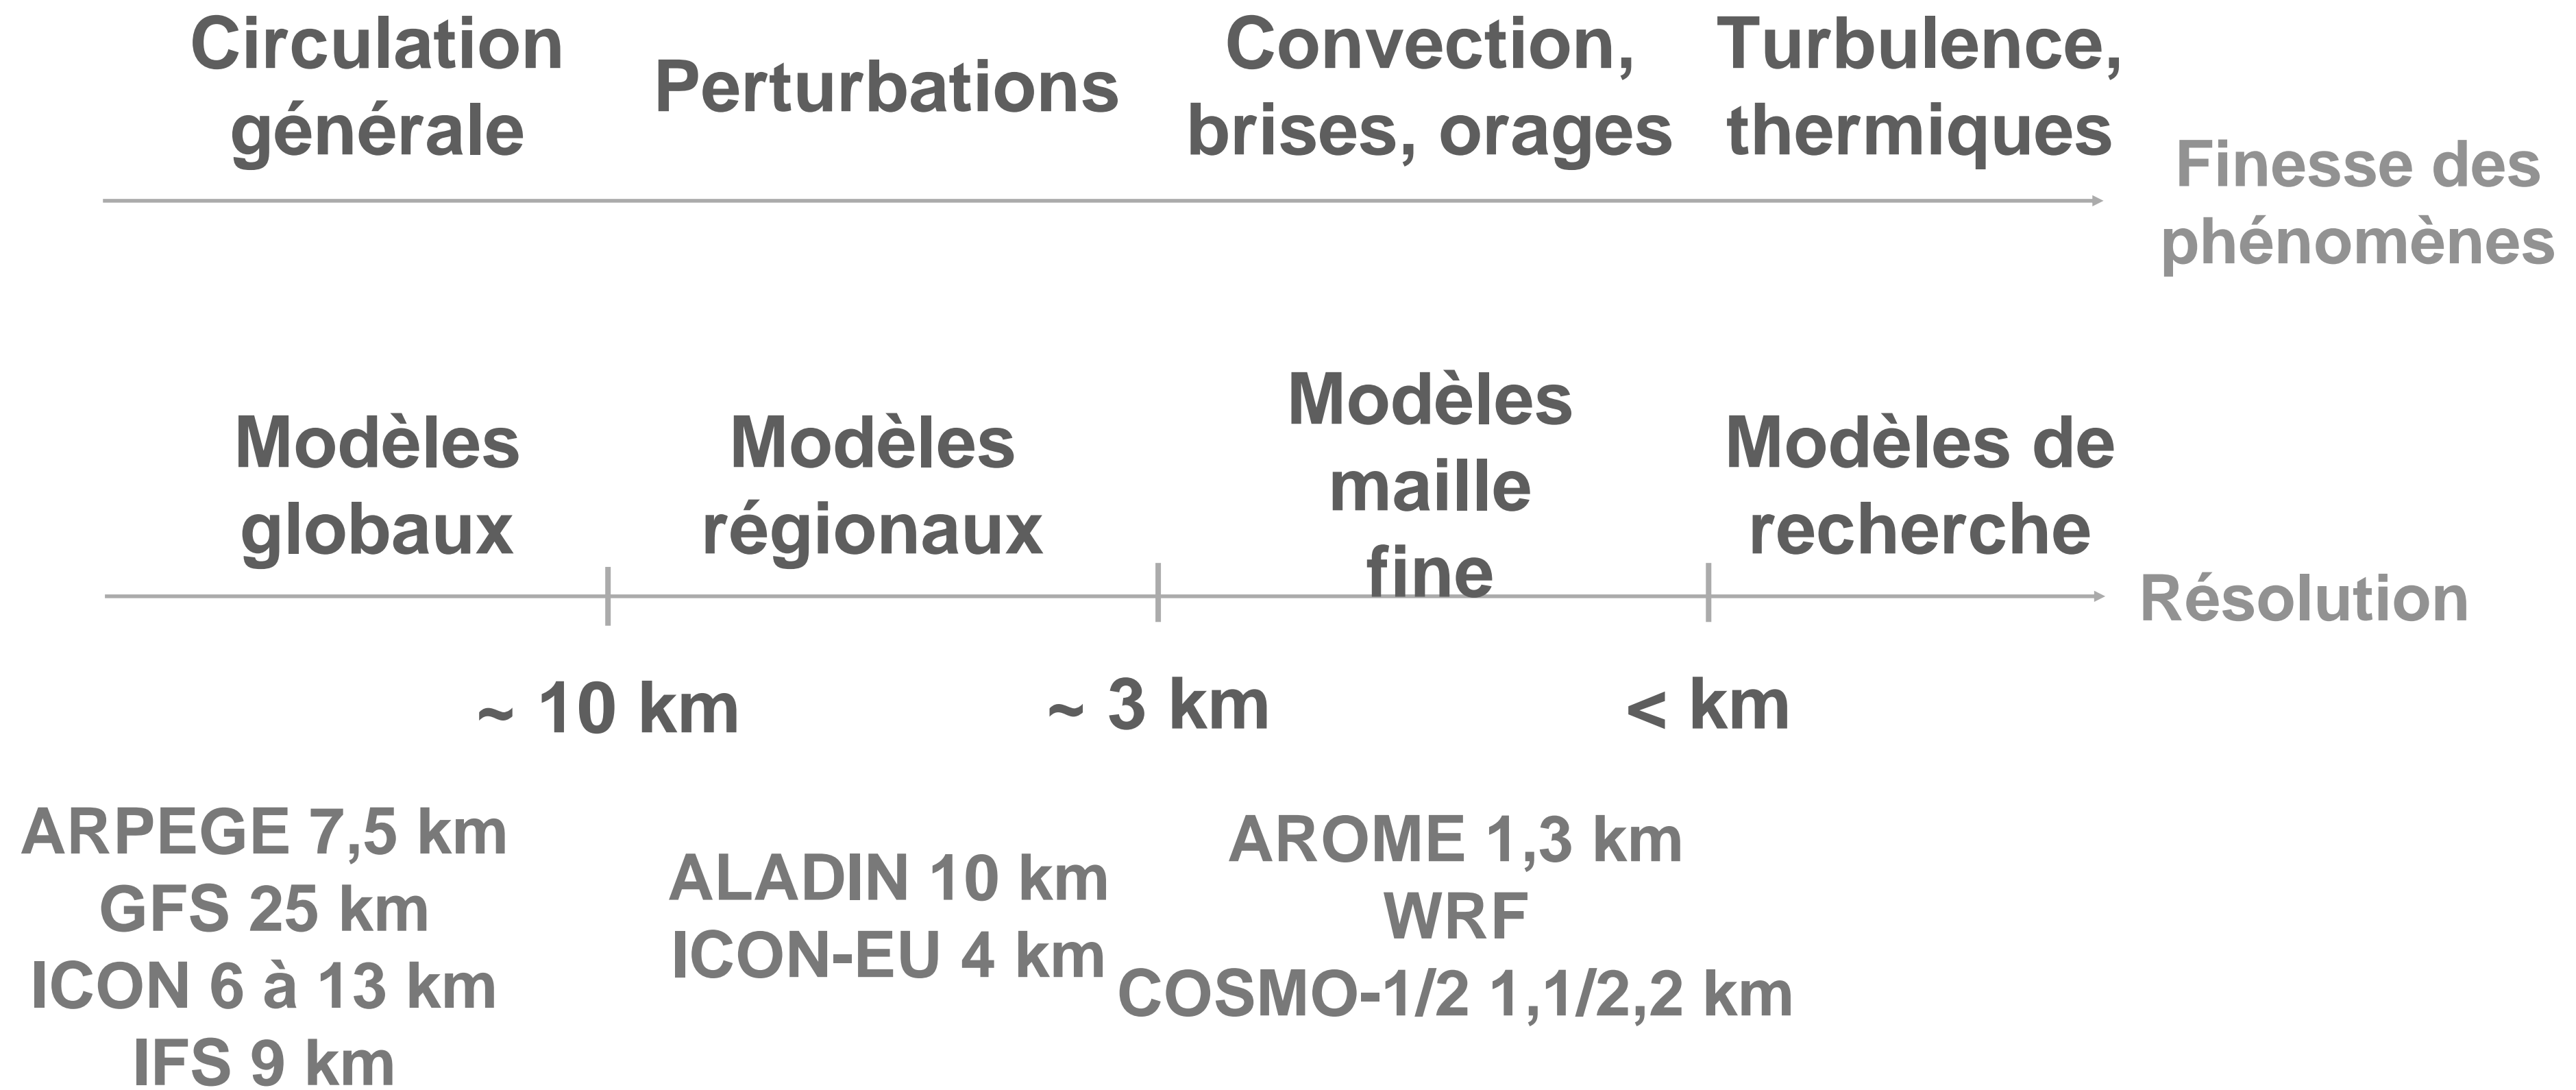 Circulation
générale
Perturbations
Convection,
brises, orages
Turbulence,
thermiques
Finesse des
phénomènes
Modèles
globaux
Modèles
régionaux
Modèles
maille
fine
Modèles de
recherche
Résolution
~ 10 km
~ 3 km
< km
ARPEGE 7,5 km
GFS 25 km
ICON 6 à 13 km
IFS 9 km
ALADIN 10 km
ICON-EU 4 km
AROME 1,3 km
WRF
COSMO-1/2 1,1/2,2 km